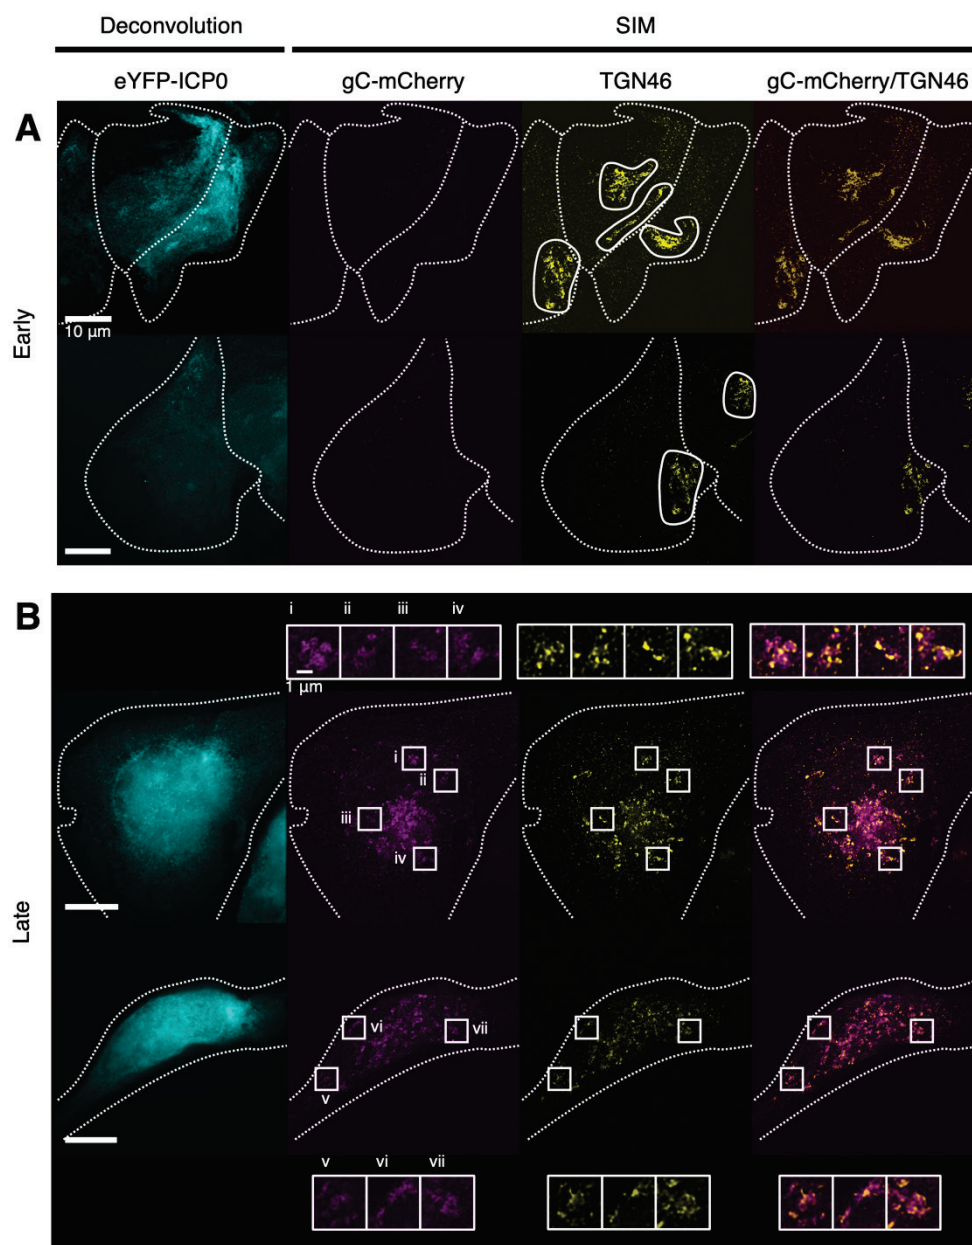 Deconvolution SIM
eYFP-ICP0 gC-mCherry TGN46 gC-mCherry/TGN46
A
10 µm
Early
B
i ii iii iv
1 µm
i
ii
iii
iv
Late
vi vii
v
v vi vii